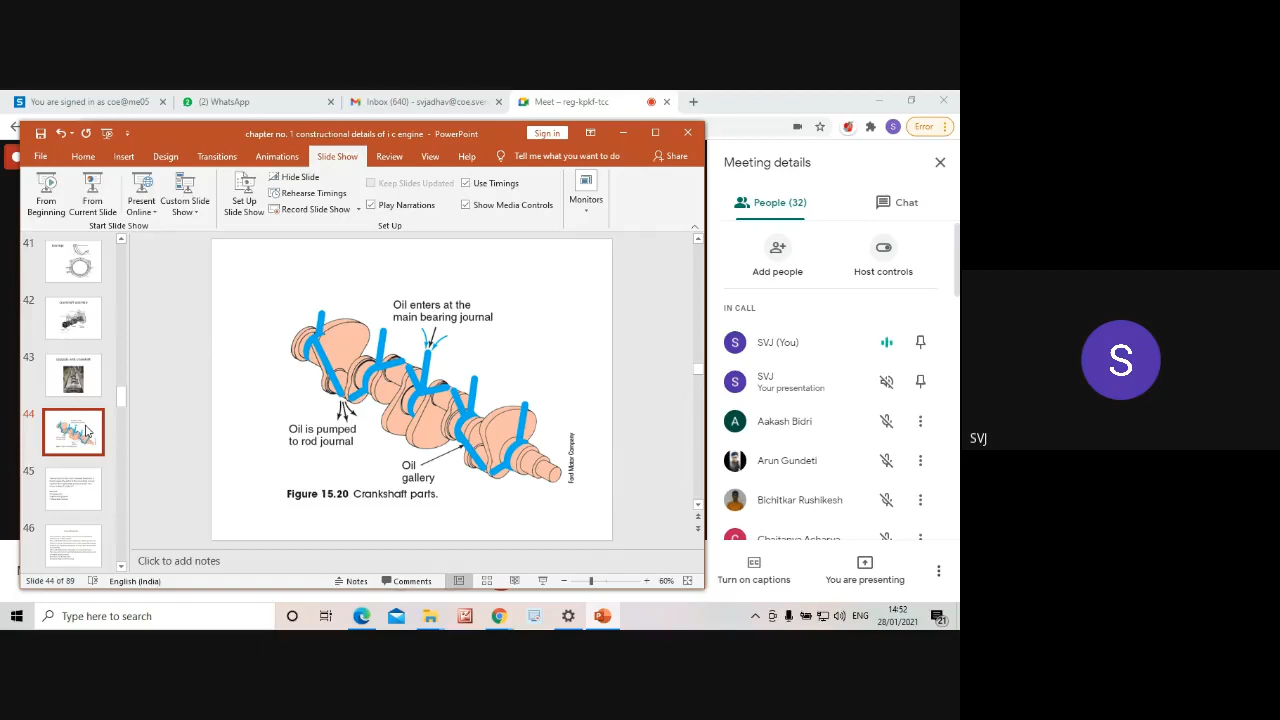 You are signed in as coe@me05
(2) WhatsApp
Inbox (640) - svjadhav@coe.sver
Meet – reg-kpkf-tcc
chapter no. 1 constructional details of i c engine - PowerPoint
Sign in
S
Error
File
Home
Insert
Design
Transitions
Animations
Slide Show
Review
View
Help
Tell me what you want to do
Share
From
Beginning
From
Current Slide
Present
Online
Custom Slide
Show
Set Up
Slide Show
Hide Slide
Rehearse Timings
Record Slide Show
Keep Slides Updated
Play Narrations
Use Timings
Show Media Controls
Monitors
Start Slide Show
Set Up
41
42
43
44
45
46
Oil enters at the
main bearing journal
Oil is pumped
to rod journal
Oil
gallery
Ford Motor Company
Figure 15.20 Crankshaft parts.
Click to add notes
Slide 44 of 89
English (India)
Notes
Comments
60%
Meeting details
People (32)
Chat
Add people
Host controls
IN CALL
S
SVJ (You)
S
SVJ
Your presentation
A
Aakash Bidri
Arun Gundeti
Bichitkar Rushikesh
C
Chaitanya Acharya
Turn on captions
You are presenting
Type here to search
ENG
14:52
28/01/2021
21
S
SVJ